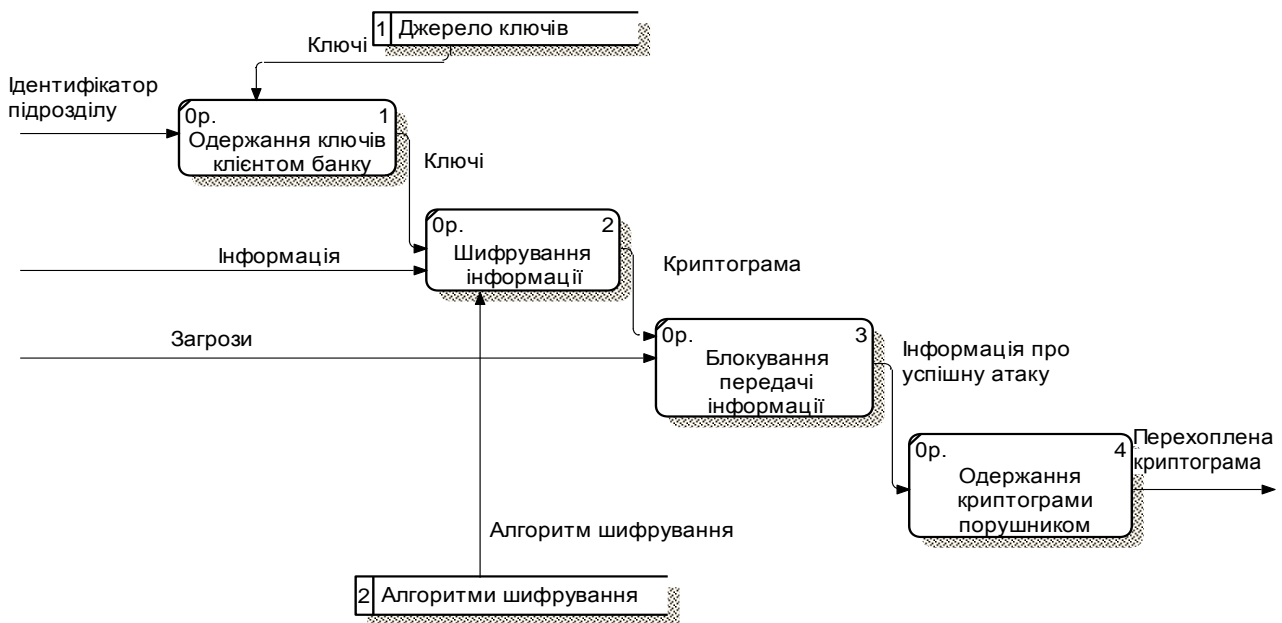 1 Джерело ключів
Ключі
Ідентифікатор
підрозділу
0р. 1
Одержання ключів
клієнтом банку
Ключі
0р. 2
Шифрування
інформації
Інформація
Криптограма
Загрози
0р. 3
Блокування
передачі
інформації
Інформація про
успішну атаку
0р. 4
Одержання
криптограми
порушником
Перехоплена
криптограма
Алгоритм шифрування
2 Алгоритми шифрування